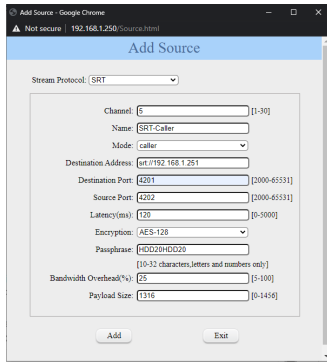 Add Source - Google Chrome
Not secure | 192.168.1.250/Source.html
Add Source
Stream Protocol: SRT
Channel: 5 [1-30]
Name: SRT-Caller
Mode: caller
Destination Address: srt://192.168.1.251
Destination Port: 4201 [2000-65531]
Source Port: 4202 [2000-65531]
Latency(ms): 120 [0-5000]
Encryption: AES-128
Passphrase: HDD20HDD20
[10-32 characters,letters and numbers only]
Bandwidth Overhead(%): 25 [5-100]
Payload Size: 1316 [0-1456]
Add Exit